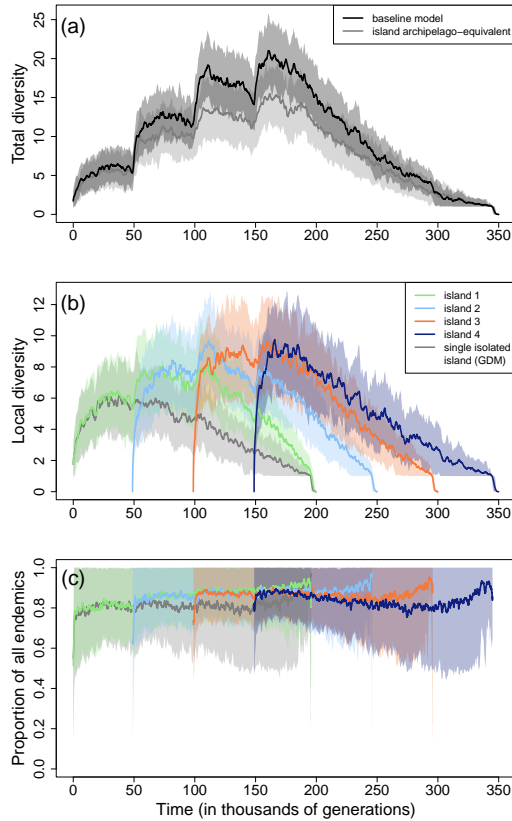 (a)
baseline model
island archipelago−equivalent
Total diversity
25
20
15
10
5
0
0 50 100 150 200 250 300 350
(b)
island 1
island 2
island 3
island 4
single isolated
island (GDM)
Local diversity
12
10
8
6
4
2
0
0 50 100 150 200 250 300 350
(c)
Proportion of all endemics
1.0
0.8
0.6
0.4
0.2
0.0
0 50 100 150 200 250 300 350
Time (in thousands of generations)